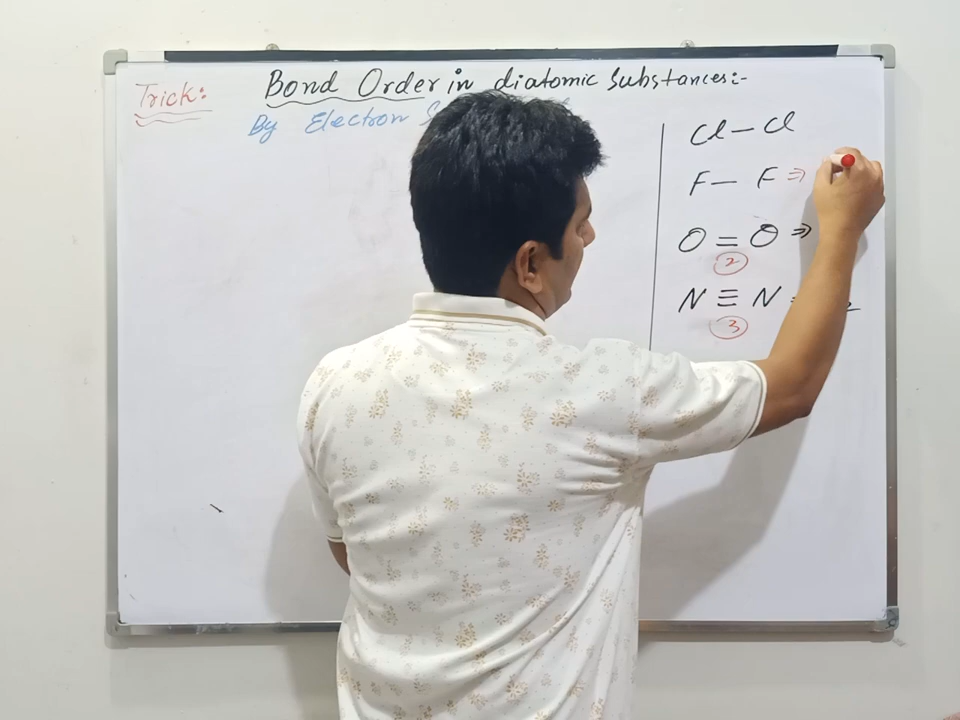 Trick:
Bond Order in diatomic substances:-
By Electron
Cl — Cl
F — F ⇒
O = O ⇒
2
N ≡ N
3